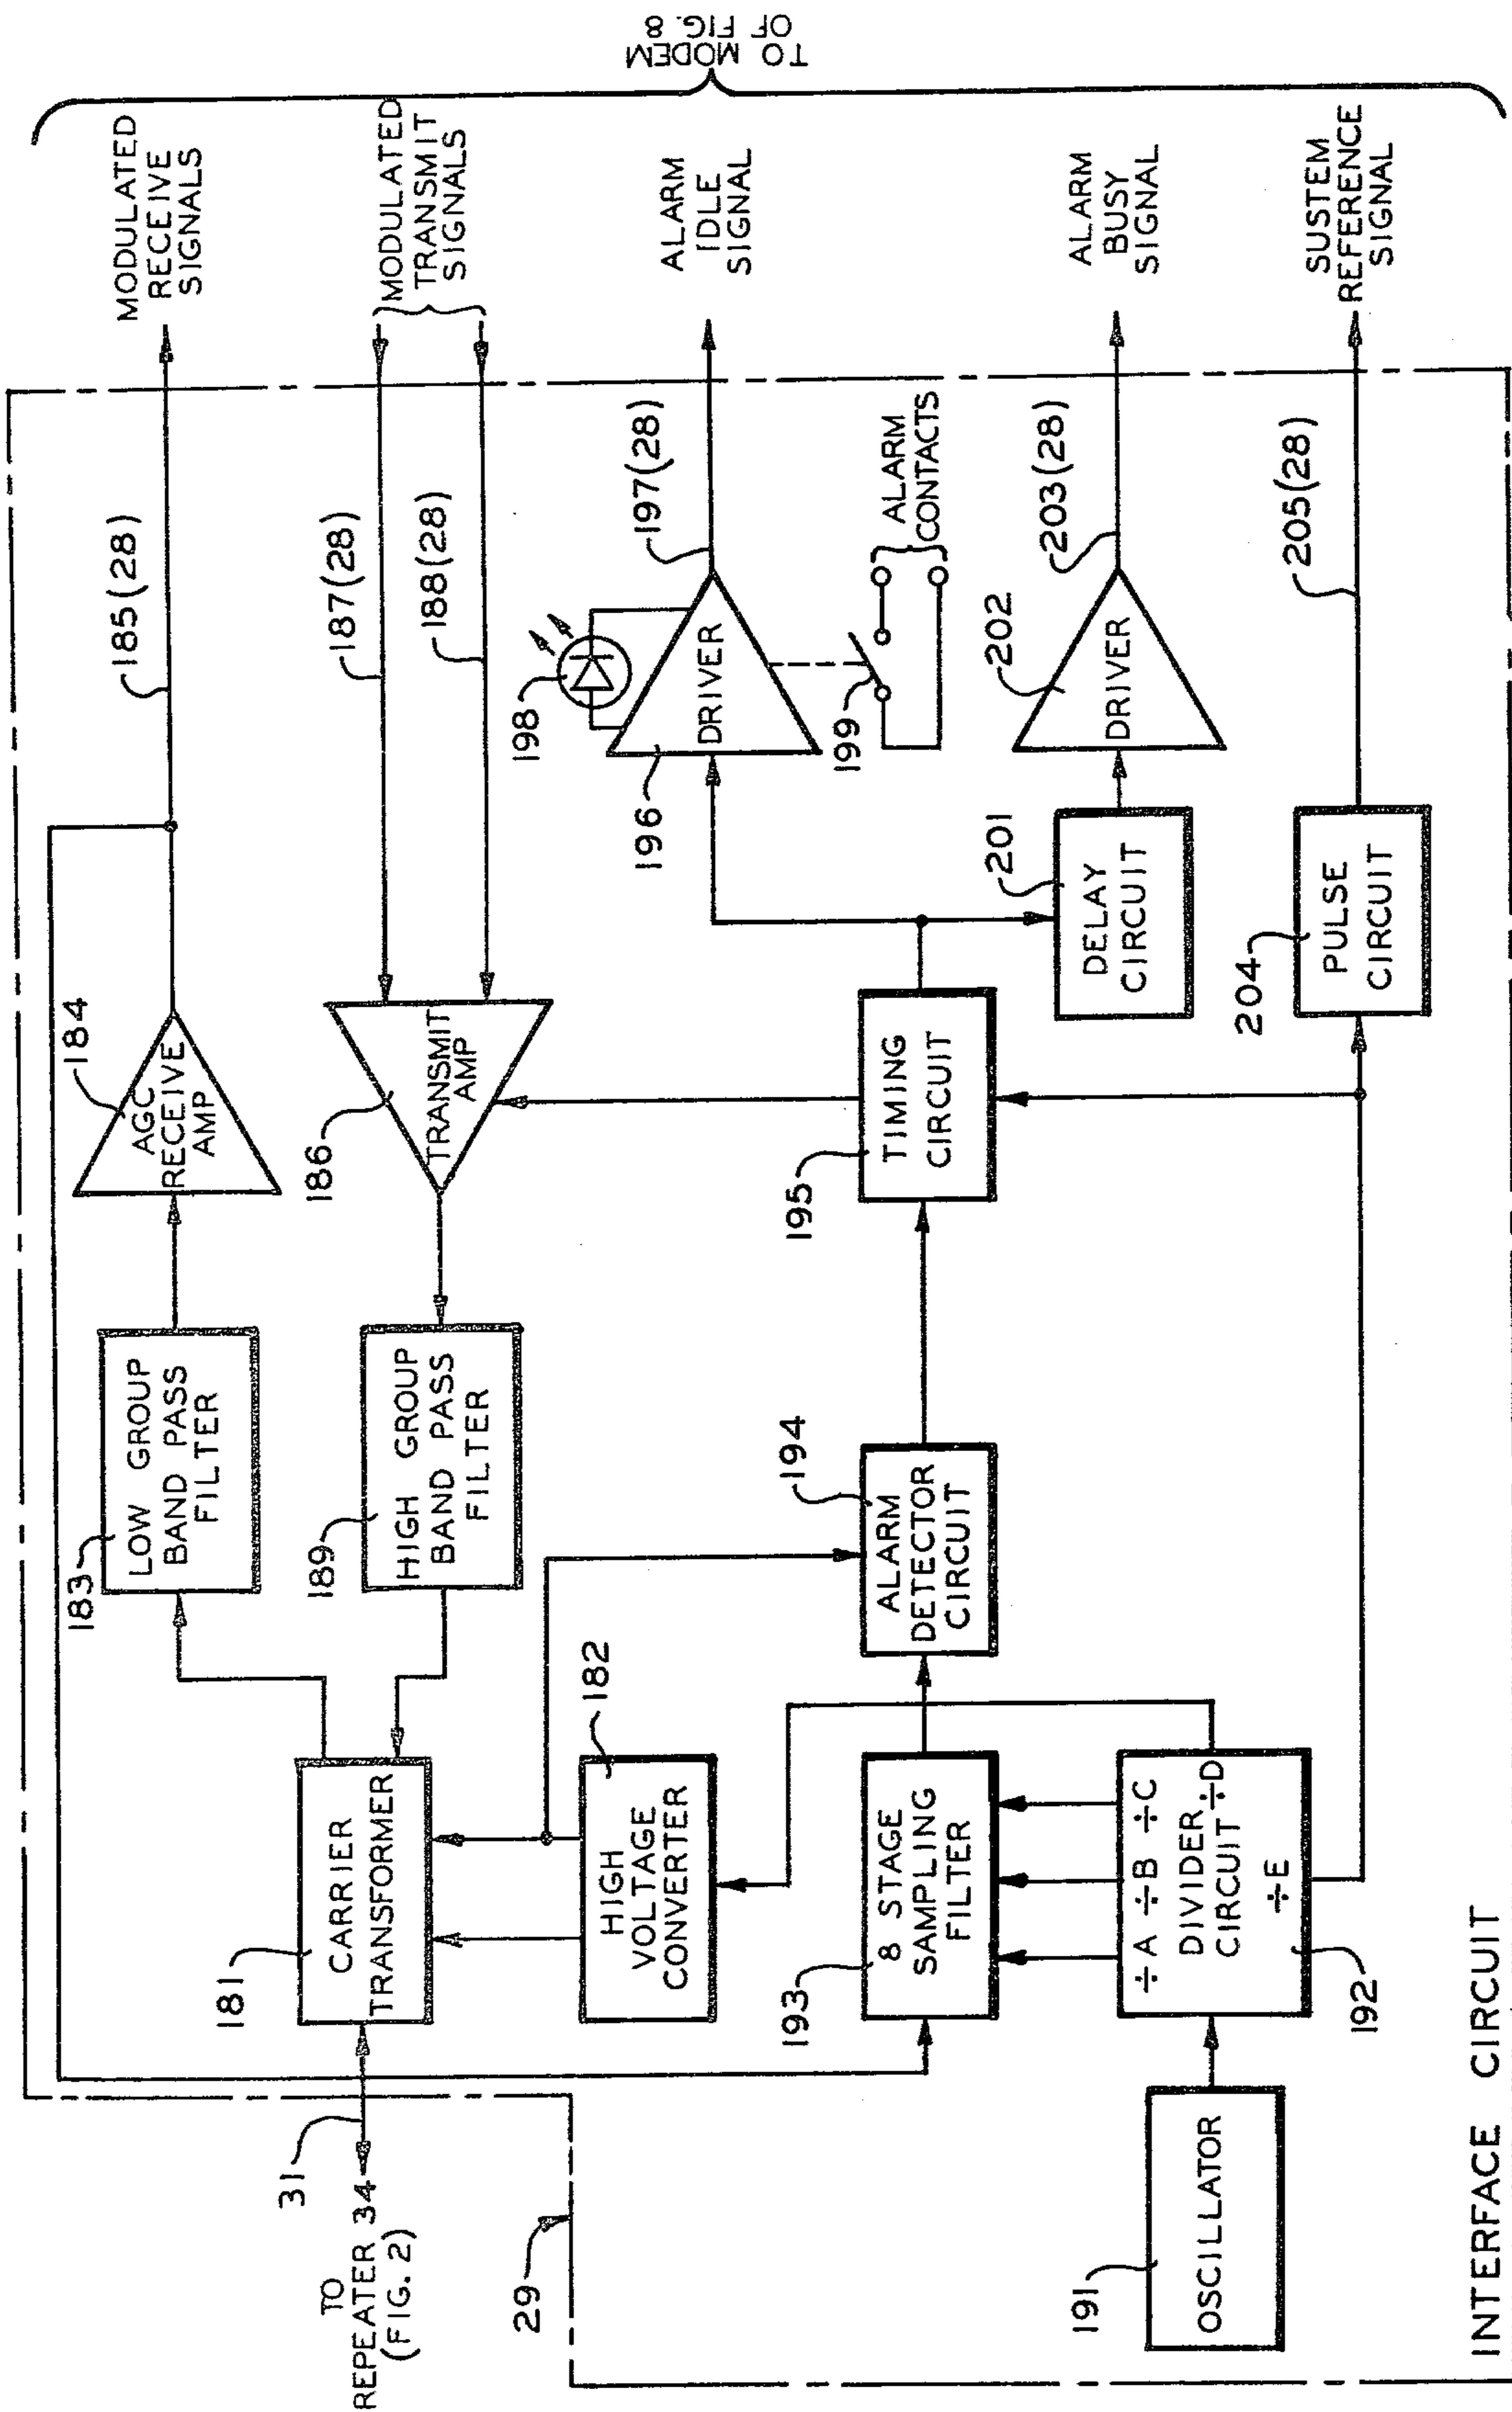 TO MODEM
OF FIG. 8
MODULATED
RECEIVE
SIGNALS
MODULATED
TRANSMIT
SIGNALS
ALARM
IDLE
SIGNAL
ALARM
BUSY
SIGNAL
SUSTEM
REFERENCE
SIGNAL
185(28)
187(28)
188(28)
197(28)
203(28)
205(28)
184
AGC
RECEIVE
AMP
186
TRANSMIT
AMP
198
196
DRIVER
199
ALARM
CONTACTS
202
DRIVER
201
DELAY
CIRCUIT
204
PULSE
CIRCUIT
195
TIMING
CIRCUIT
183
LOW GROUP
BAND PASS
FILTER
189
HIGH GROUP
BAND PASS
FILTER
194
ALARM
DETECTOR
CIRCUIT
181
CARRIER
TRANSFORMER
182
HIGH
VOLTAGE
CONVERTER
193
8 STAGE
SAMPLING
FILTER
÷A ÷B ÷C
DIVIDER
CIRCUIT ÷D
÷E
192
191
OSCILLATOR
31
TO
REPEATER 34
(FIG. 2)
29
INTERFACE CIRCUIT